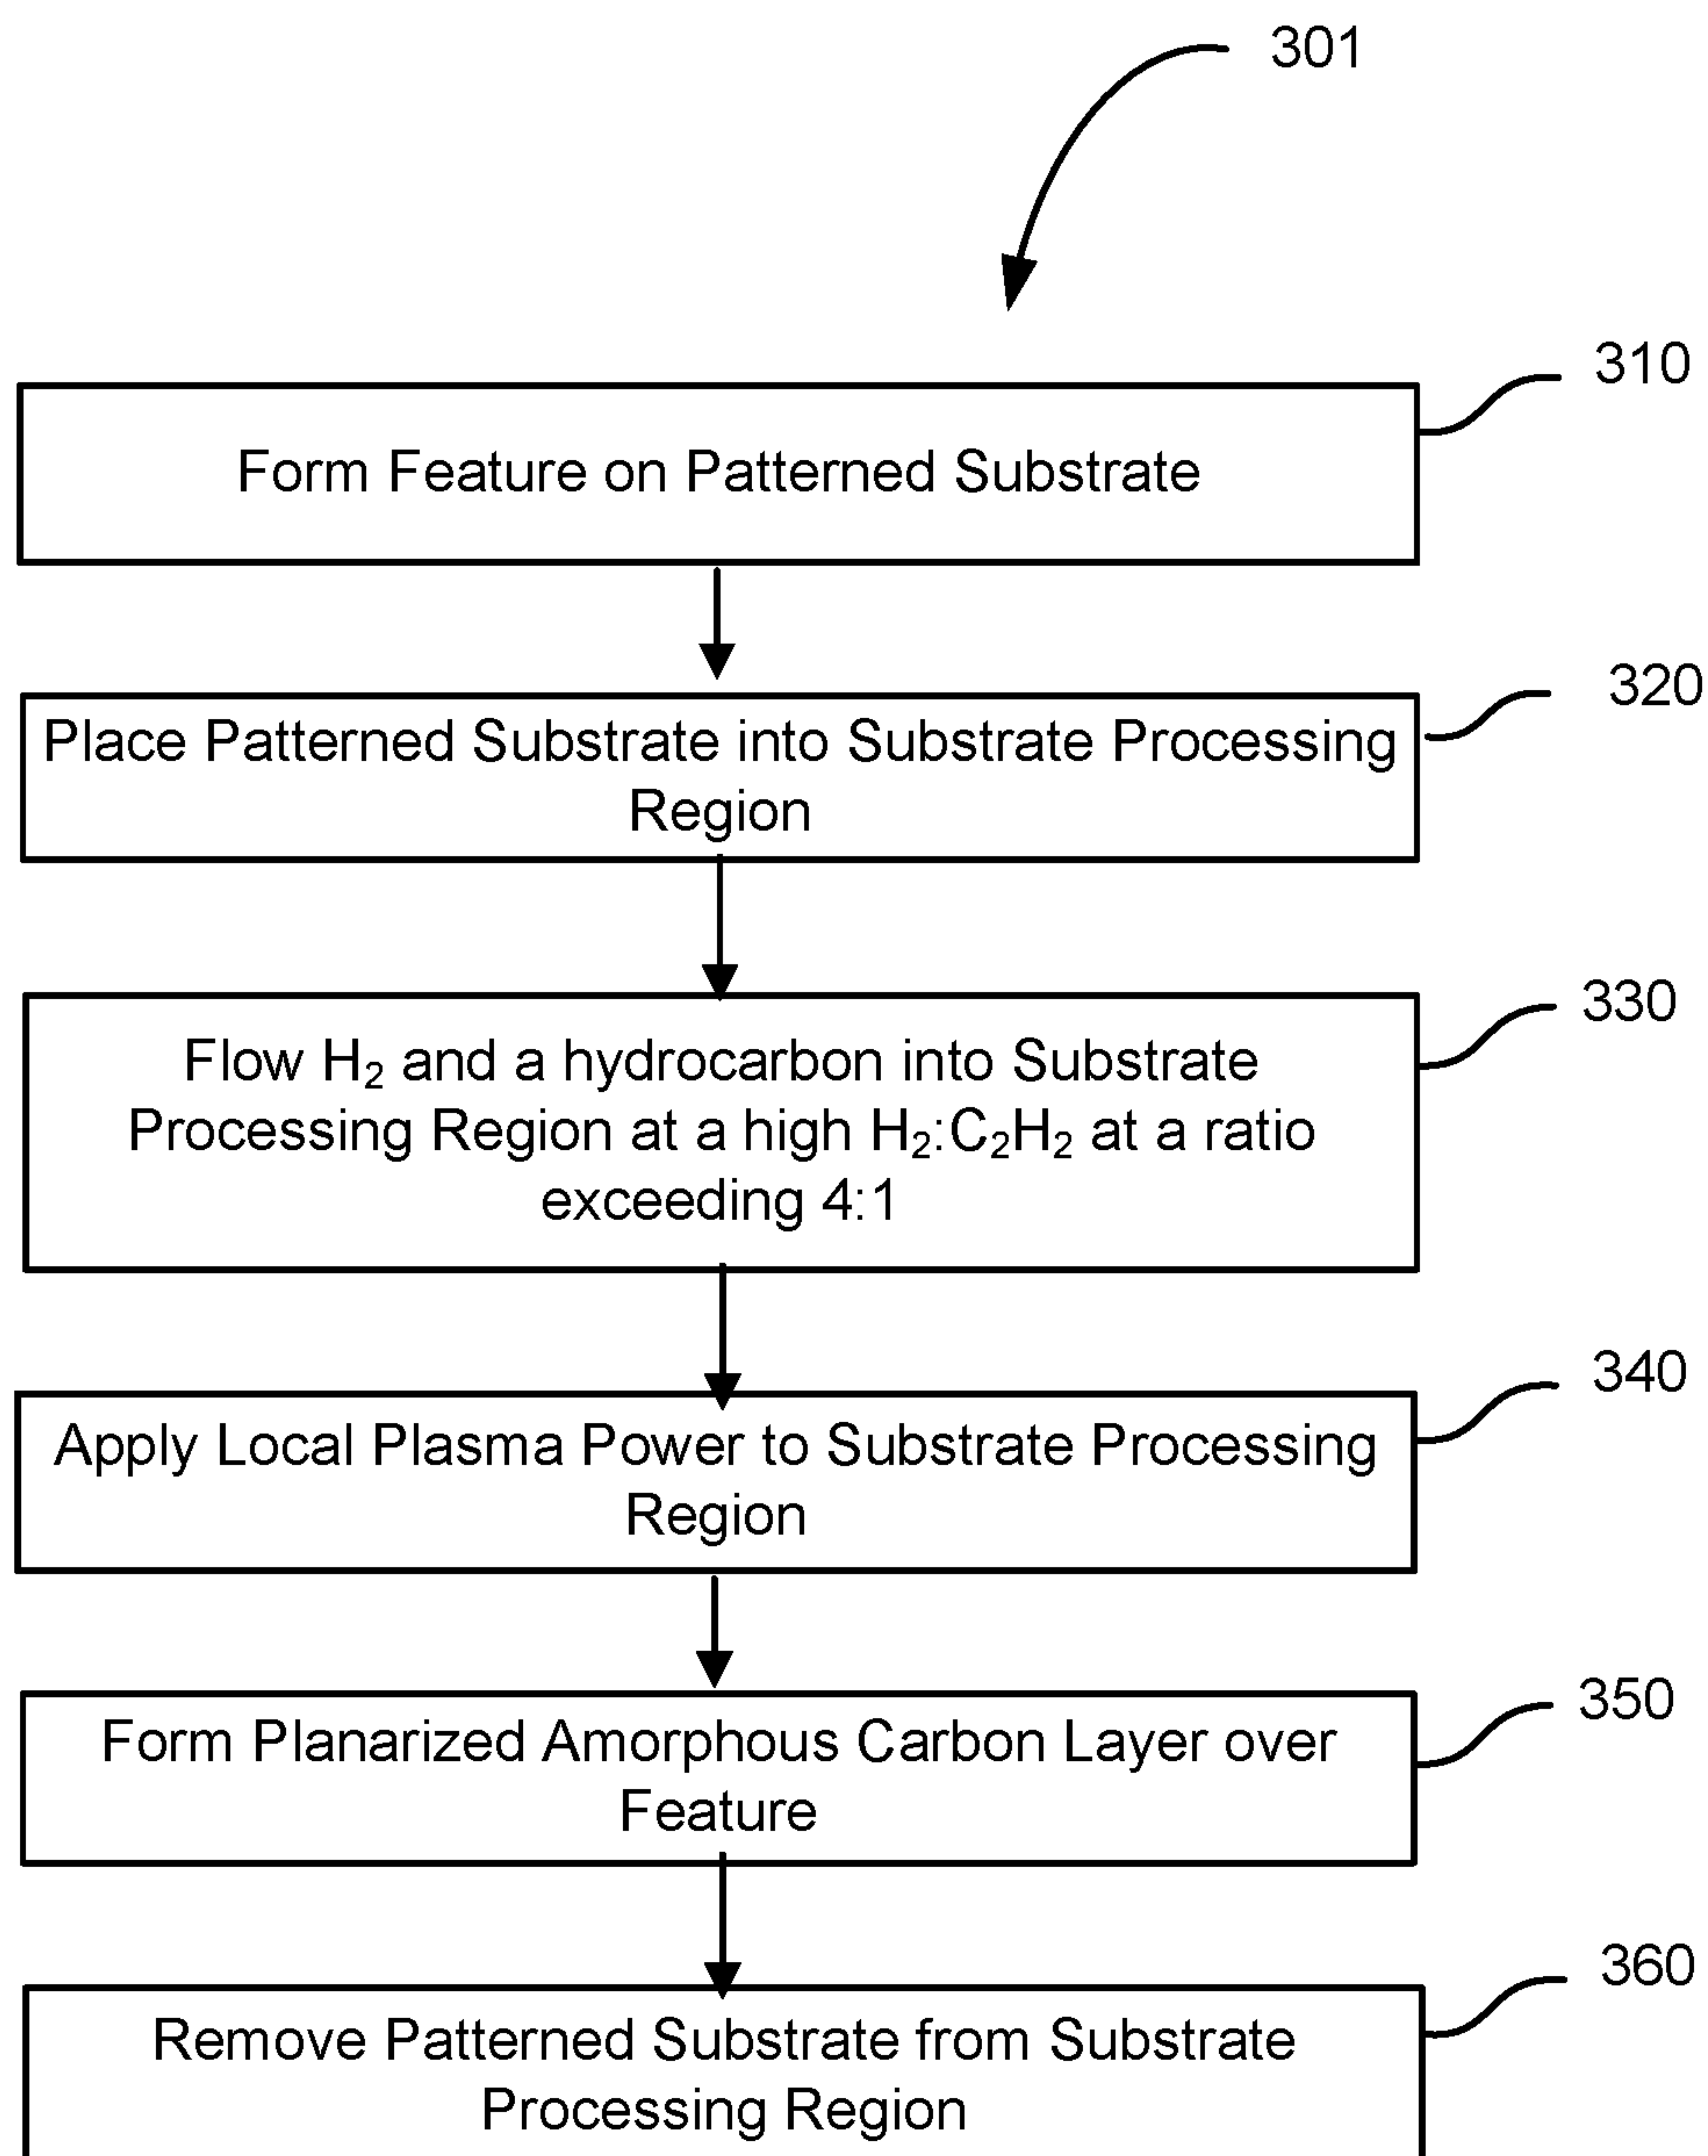 301
310
Form Feature on Patterned Substrate
320
Place Patterned Substrate into Substrate Processing
Region
330
Flow H₂ and a hydrocarbon into Substrate
Processing Region at a high H₂:C₂H₂ at a ratio
exceeding 4:1
340
Apply Local Plasma Power to Substrate Processing
Region
350
Form Planarized Amorphous Carbon Layer over
Feature
360
Remove Patterned Substrate from Substrate
Processing Region